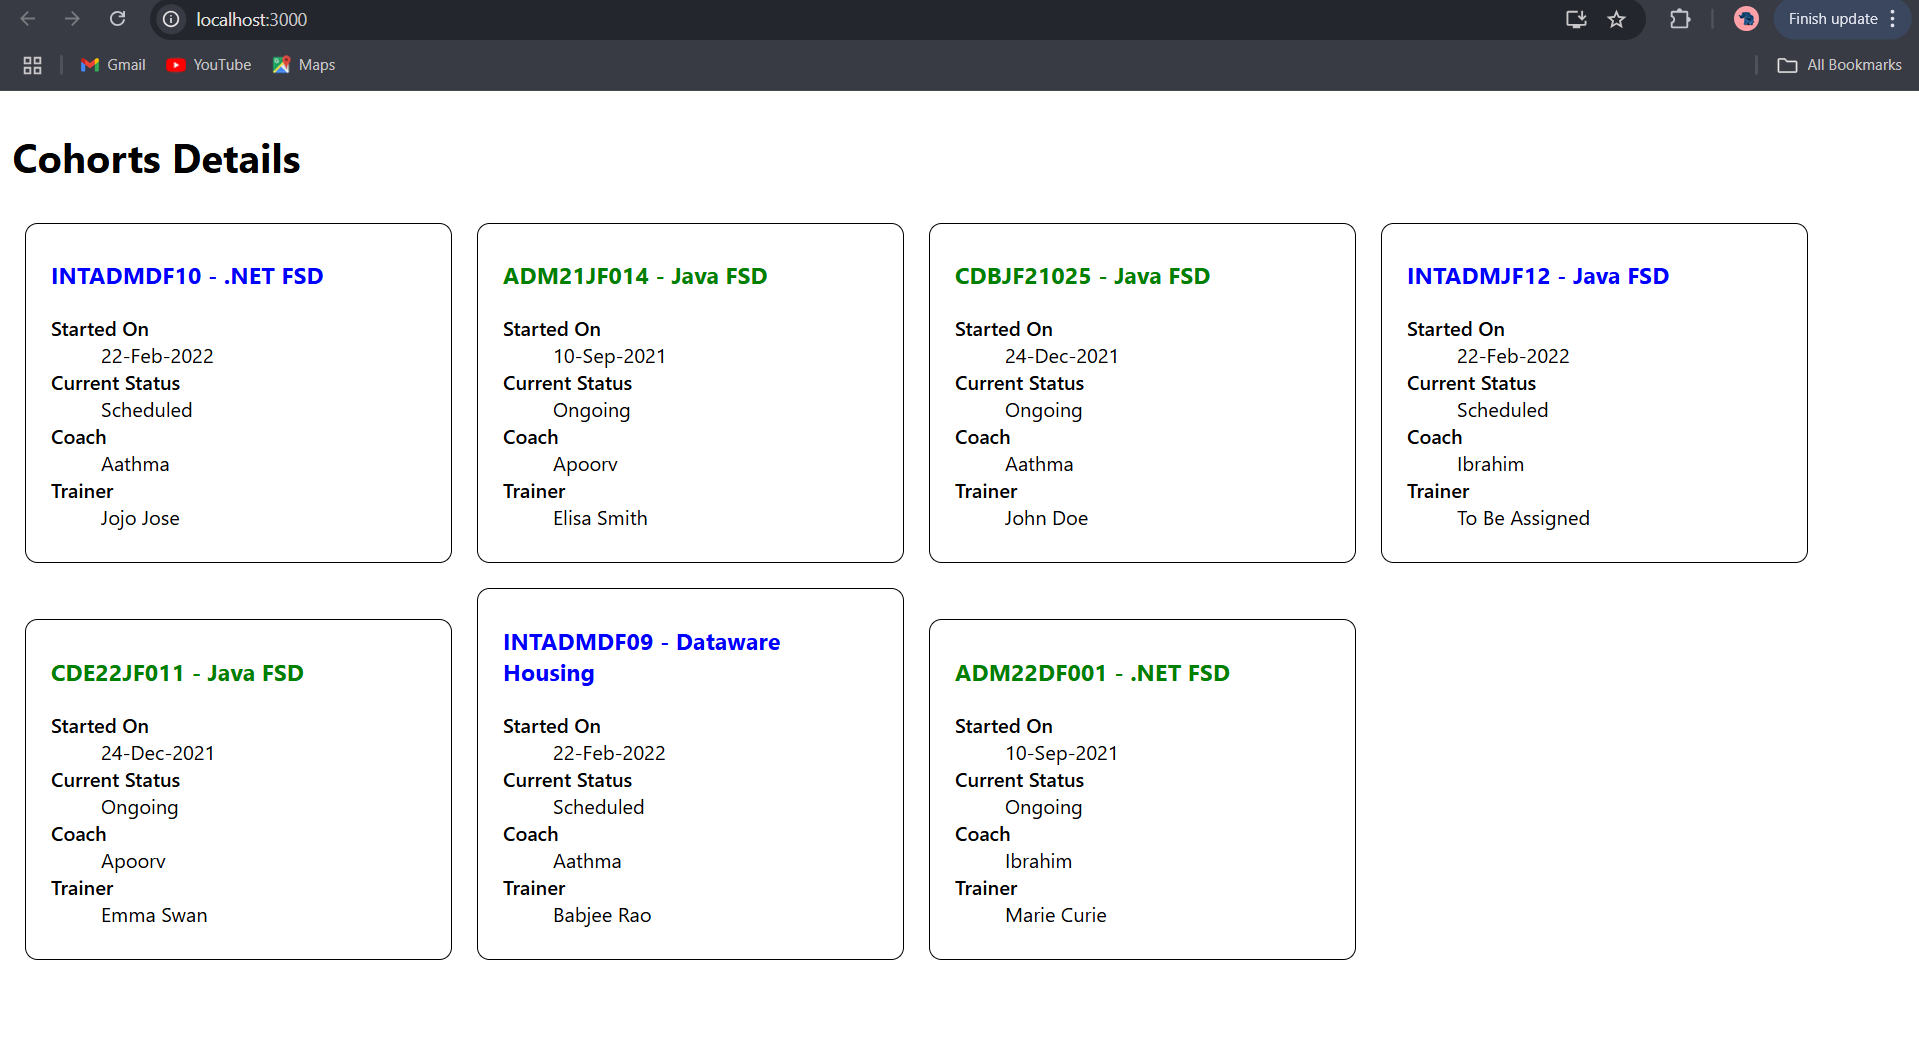 localhost:3000
Finish update
Gmail
YouTube
Maps
All Bookmarks
Cohorts Details
INTADMDF10 - .NET FSD
Started On
22-Feb-2022
Current Status
Scheduled
Coach
Aathma
Trainer
Jojo Jose
ADM21JF014 - Java FSD
Started On
10-Sep-2021
Current Status
Ongoing
Coach
Apoorv
Trainer
Elisa Smith
CDBJF21025 - Java FSD
Started On
24-Dec-2021
Current Status
Ongoing
Coach
Aathma
Trainer
John Doe
INTADMJF12 - Java FSD
Started On
22-Feb-2022
Current Status
Scheduled
Coach
Ibrahim
Trainer
To Be Assigned
CDE22JF011 - Java FSD
Started On
24-Dec-2021
Current Status
Ongoing
Coach
Apoorv
Trainer
Emma Swan
INTADMDF09 - Dataware
Housing
Started On
22-Feb-2022
Current Status
Scheduled
Coach
Aathma
Trainer
Babjee Rao
ADM22DF001 - .NET FSD
Started On
10-Sep-2021
Current Status
Ongoing
Coach
Ibrahim
Trainer
Marie Curie